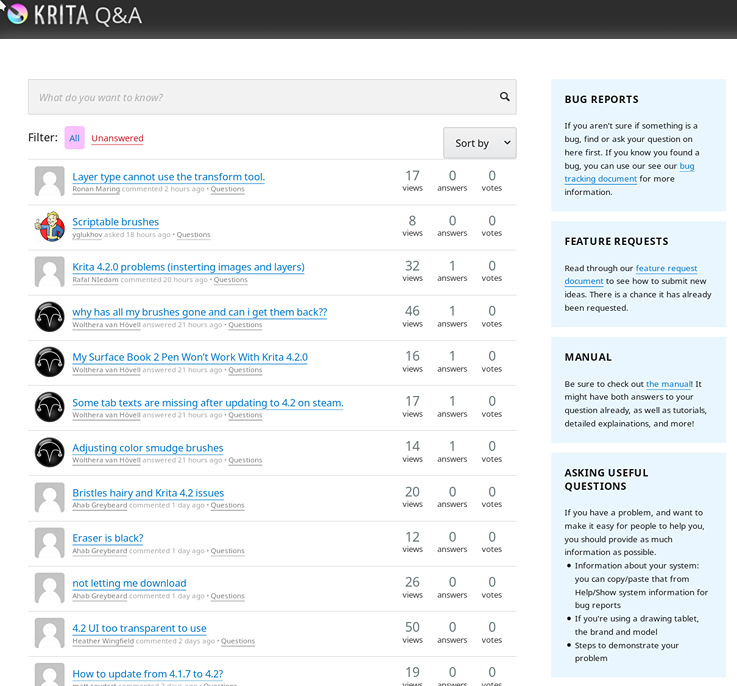 KRITA Q&A
What do you want to know?
Filter: All Unanswered
Sort by
Layer type cannot use the transform tool.
Ronan Maring commented 2 hours ago • Questions
17 views 0 answers 0 votes
Scriptable brushes
yglukhov asked 18 hours ago • Questions
8 views 0 answers 0 votes
Krita 4.2.0 problems (insterting images and layers)
Rafal Nledam commented 20 hours ago • Questions
32 views 1 answers 0 votes
why has all my brushes gone and can i get them back??
Wolthera van Hövell answered 21 hours ago • Questions
46 views 1 answers 0 votes
My Surface Book 2 Pen Won't Work With Krita 4.2.0
Wolthera van Hövell answered 21 hours ago • Questions
16 views 1 answers 0 votes
Some tab texts are missing after updating to 4.2 on steam.
Wolthera van Hövell answered 21 hours ago • Questions
17 views 1 answers 0 votes
Adjusting color smudge brushes
Wolthera van Hövell answered 21 hours ago • Questions
14 views 1 answers 0 votes
Bristles hairy and Krita 4.2 issues
Ahab Greybeard commented 1 day ago • Questions
20 views 0 answers 0 votes
Eraser is black?
Ahab Greybeard commented 1 day ago • Questions
12 views 0 answers 0 votes
not letting me download
Ahab Greybeard commented 1 day ago • Questions
26 views 0 answers 0 votes
4.2 UI too transparent to use
Heather Wingfield commented 2 days ago • Questions
50 views 0 answers 0 votes
How to update from 4.1.7 to 4.2?
19 views 0 answers 0 votes
BUG REPORTS
If you aren't sure if something is a
bug, find or ask your question on
here first. If you know you found a
bug, you can use our see our bug
tracking document for more
information.
FEATURE REQUESTS
Read through our feature request
document to see how to submit new
ideas. There is a chance it has already
been requested.
MANUAL
Be sure to check out the manual! It
might have both answers to your
question already, as well as tutorials,
detailed explainations, and more!
ASKING USEFUL
QUESTIONS
If you have a problem, and want to
make it easy for people to help you,
you should provide as much
information as possible.
• Information about your system:
you can copy/paste that from
Help/Show system information for
bug reports
• If you're using a drawing tablet,
the brand and model
• Steps to demonstrate your
problem